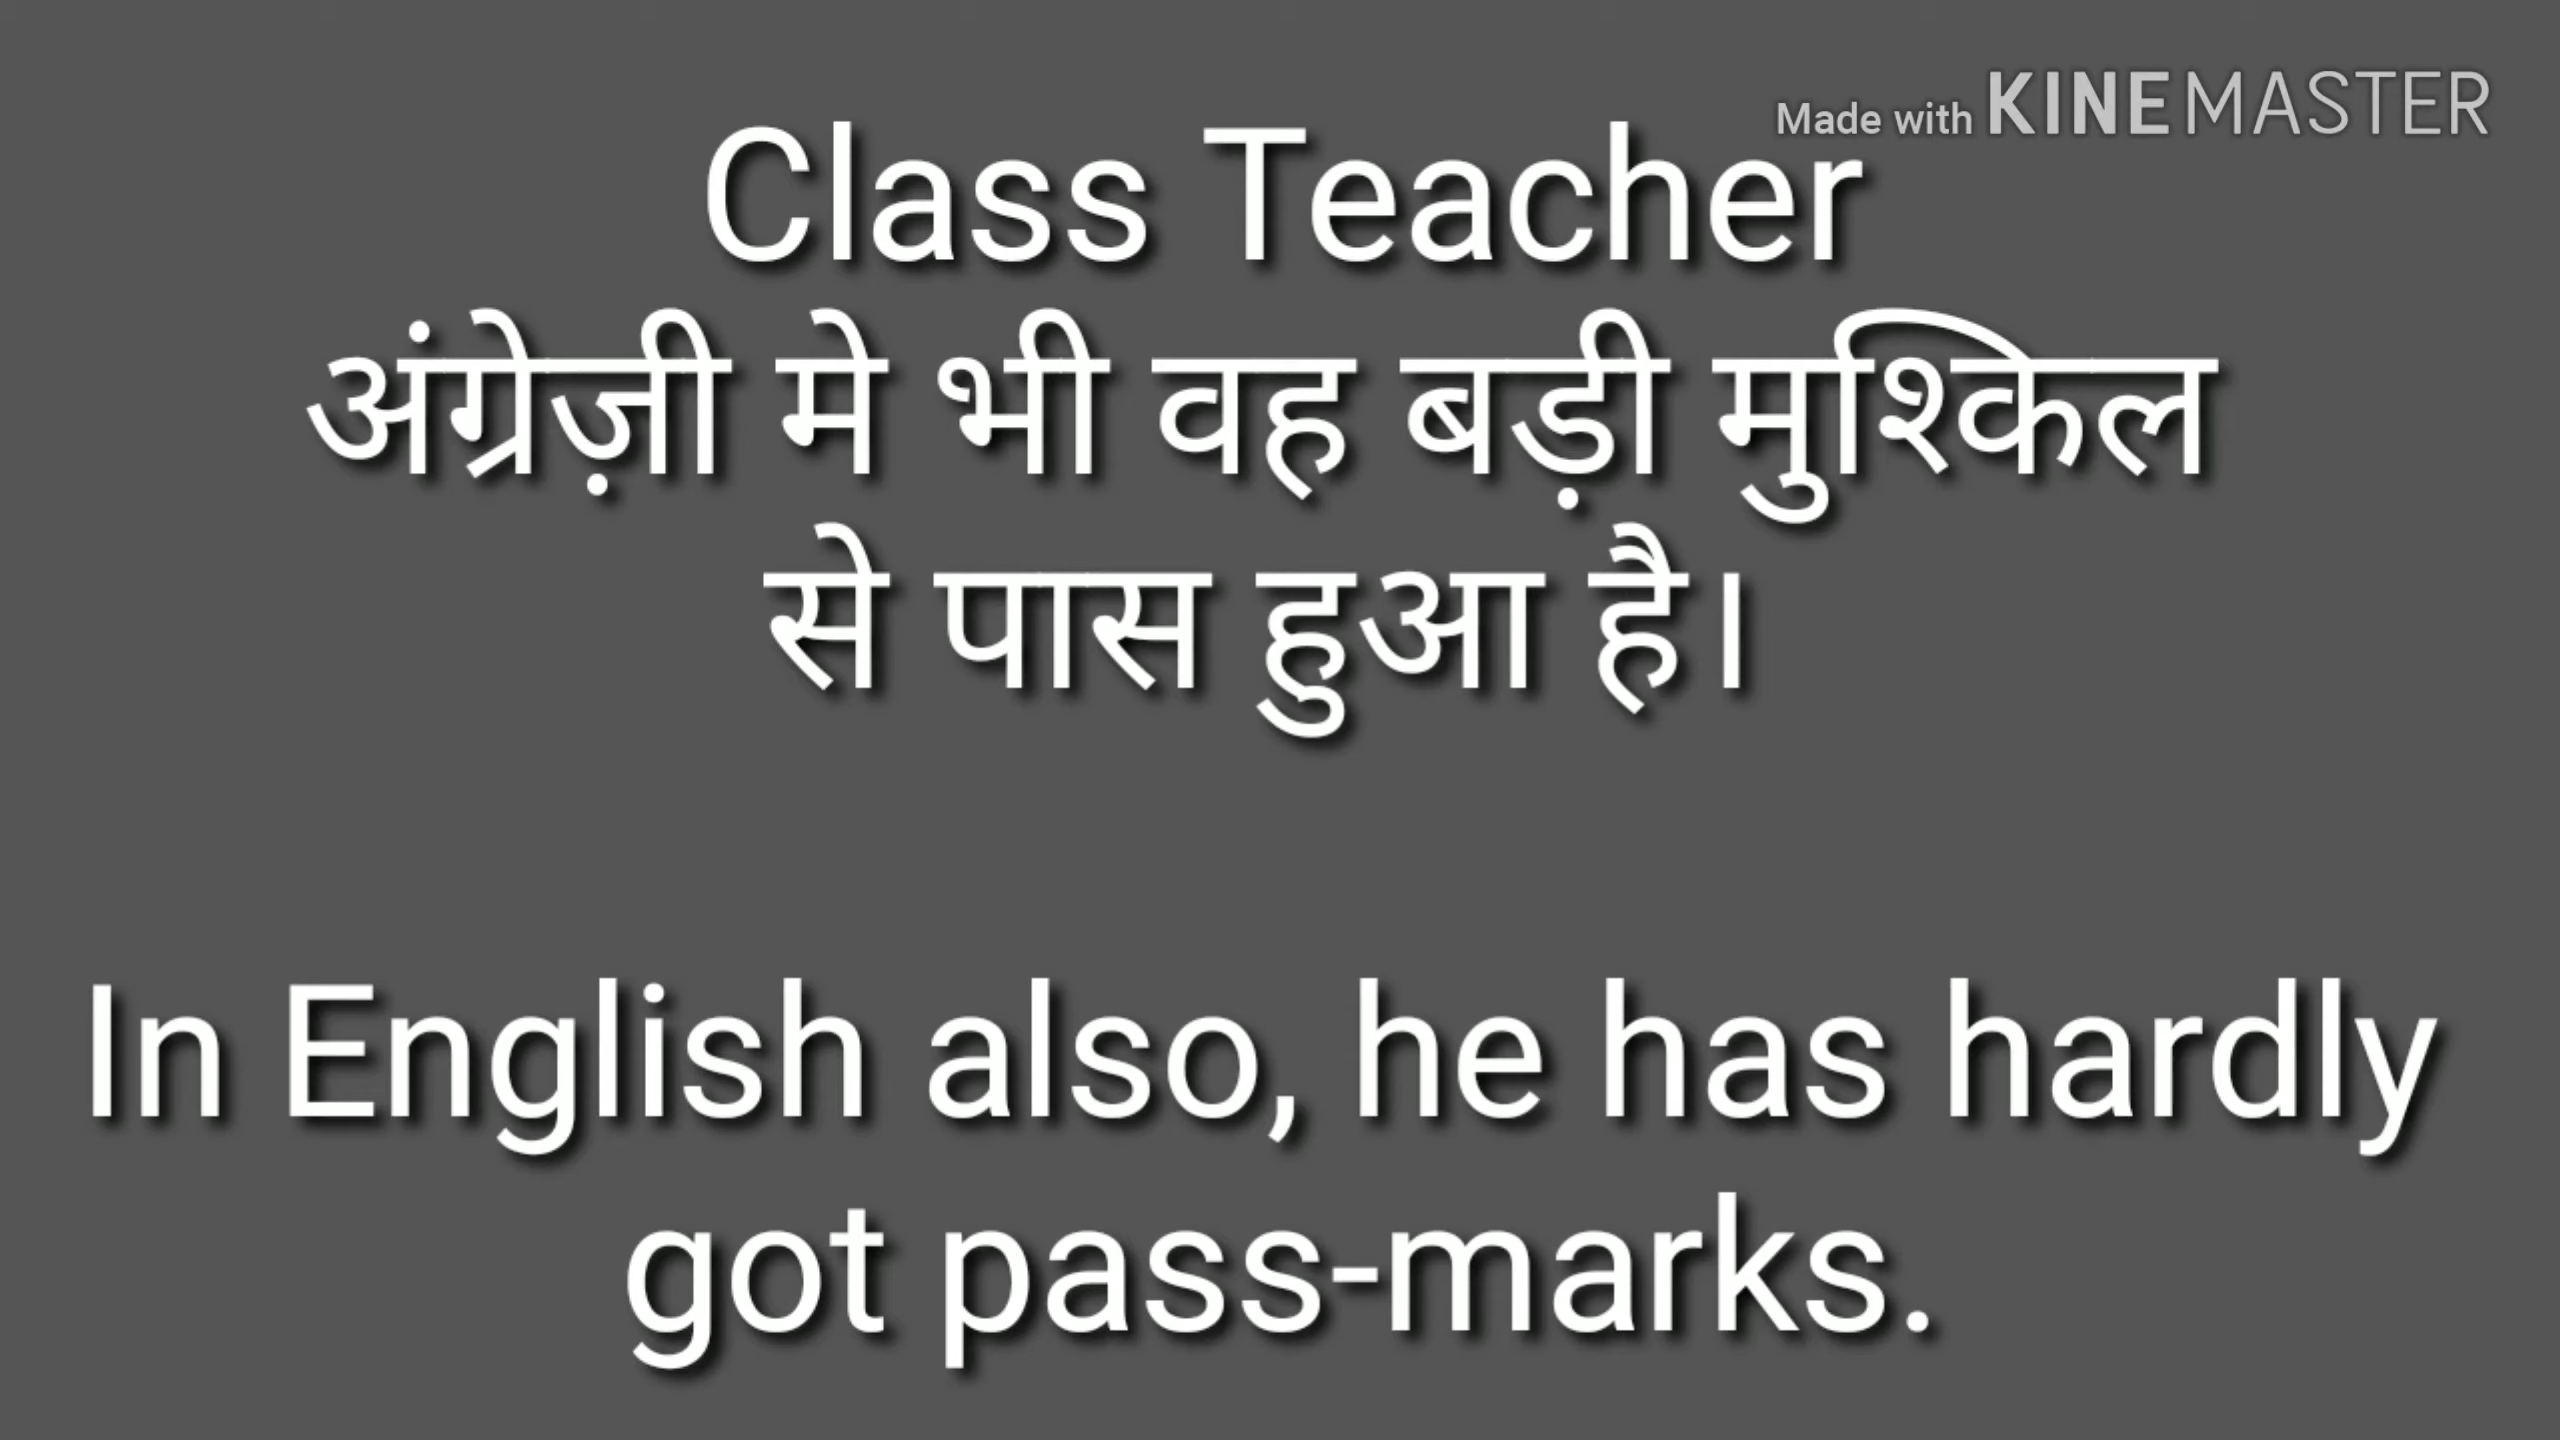 Made with KINEMASTER
Class Teacher
अंग्रेज़ी मे भी वह बड़ी मुश्किल
से पास हुआ है।
In English also, he has hardly
got pass-marks.